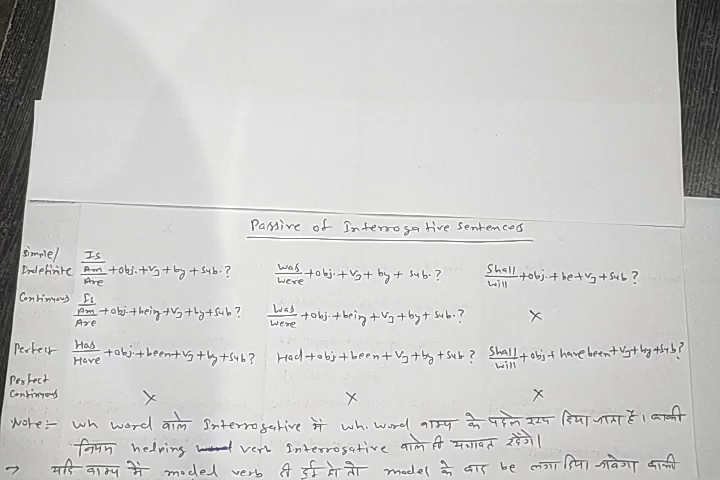 Passive of Interrogative Sentences
Simple/ Indefinite Is/Am/Are +obj.+V3+by+sub.? Was/Were +obj.+V3+by+sub.? Shall/Will +obj.+be+V3+sub?
Continuous Is/Am/Are +obj+being+V3+by+sub? Was/Were +obj.+being+V3+by+sub.? X
Perfect Has/Have +obj+been+V3+by+sub? Had+obj+been+V3+by+sub? Shall/Will +obj+have been+V3+by+sub?
Perfect Continuous X X X
Note:- wh word वाले Interrogative में wh. word वाक्य के पहले रख दिया जाता है। बाकी
नियम helping verb Interrogative वाले ही यथावत रहेंगे।
→ यदि वाक्य में model verb दी हुई हो तो model के बाद be लगा दिया जावेगा बाकी